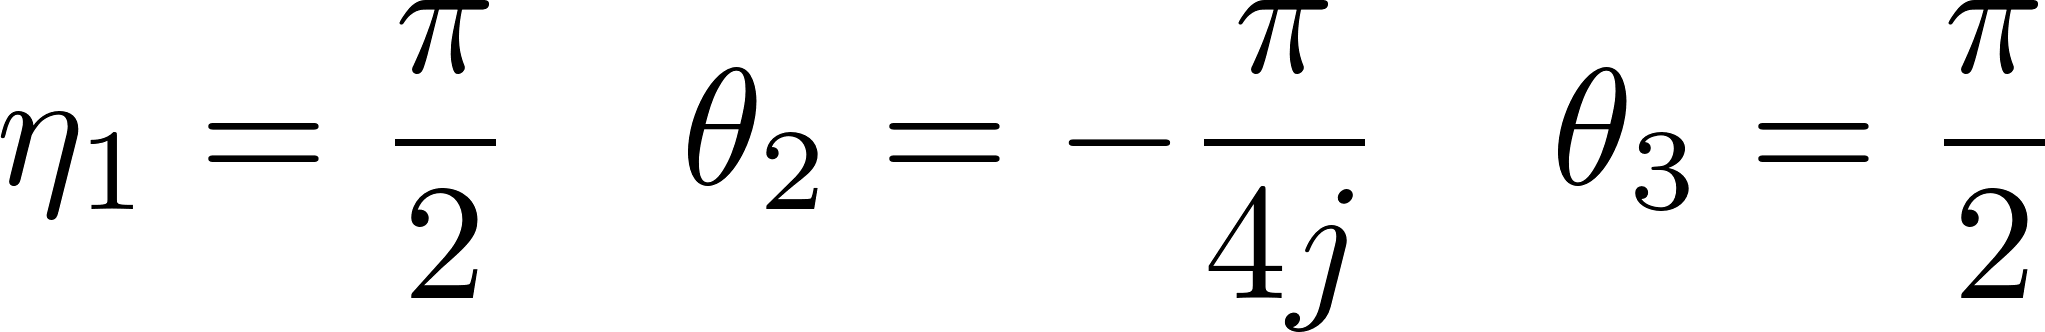 η₁ = π/2   θ₂ = −π/4j   θ₃ = π/2